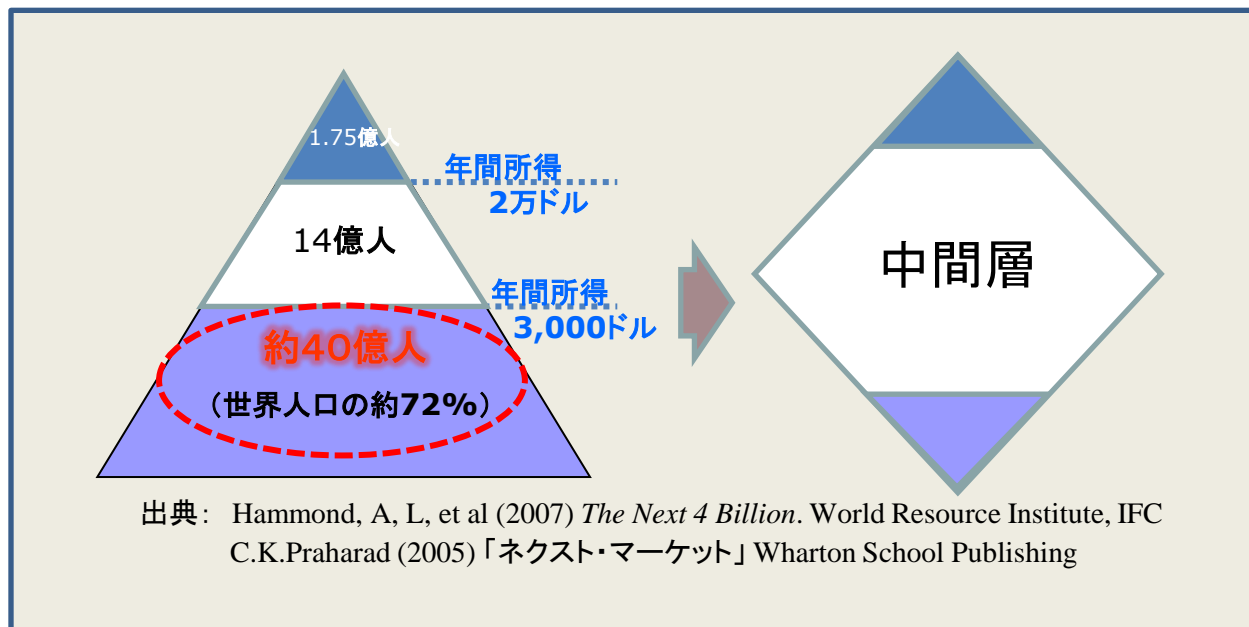 1.75億人
年間所得
2万ドル
14億人
年間所得
3,000ドル
約40億人
（世界人口の約72%）
中間層
出典： Hammond, A, L, et al (2007) The Next 4 Billion. World Resource Institute, IFC
C.K.Praharad (2005)「ネクスト・マーケット」Wharton School Publishing